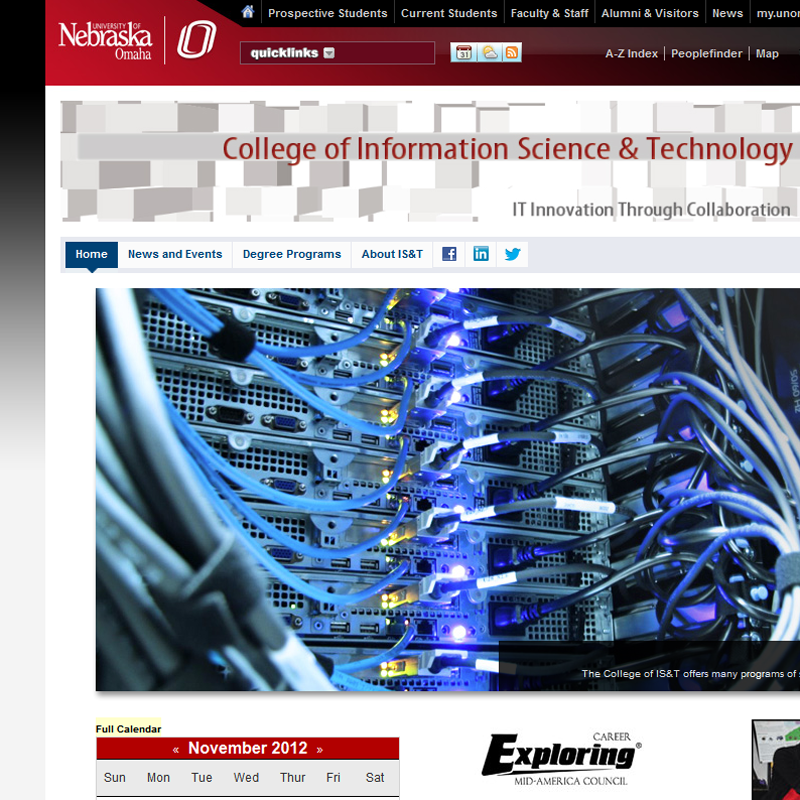 UNIVERSITY OF
Nebraska
Omaha
O
Prospective Students
Current Students
Faculty & Staff
Alumni & Visitors
News
quicklinks
31
A-Z Index
Peoplefinder
Map
College of Information Science & Technology
IT Innovation Through Collaboration
Home
News and Events
Degree Programs
About IS&T
f
in
The College of IS&T offers many programs of
Full Calendar
« November 2012 »
Sun Mon Tue Wed Thur Fri Sat
CAREER
Exploring®
MID-AMERICA COUNCIL